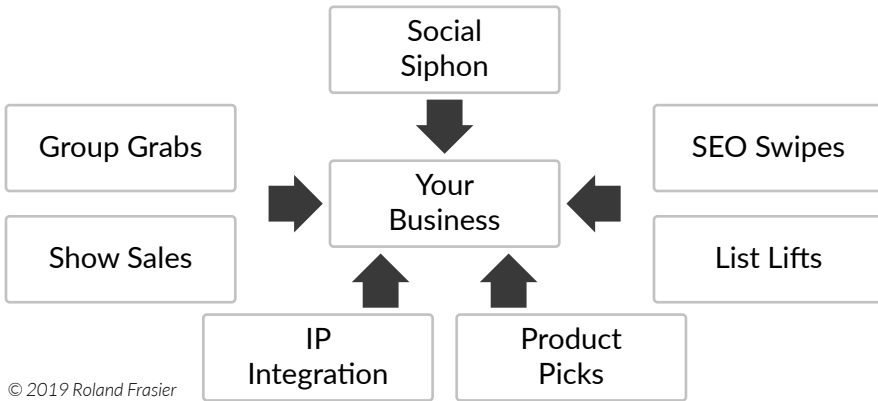 Social
Siphon
Group Grabs
SEO Swipes
Your
Business
Show Sales
List Lifts
IP
Integration
Product
Picks
© 2019 Roland Frasier